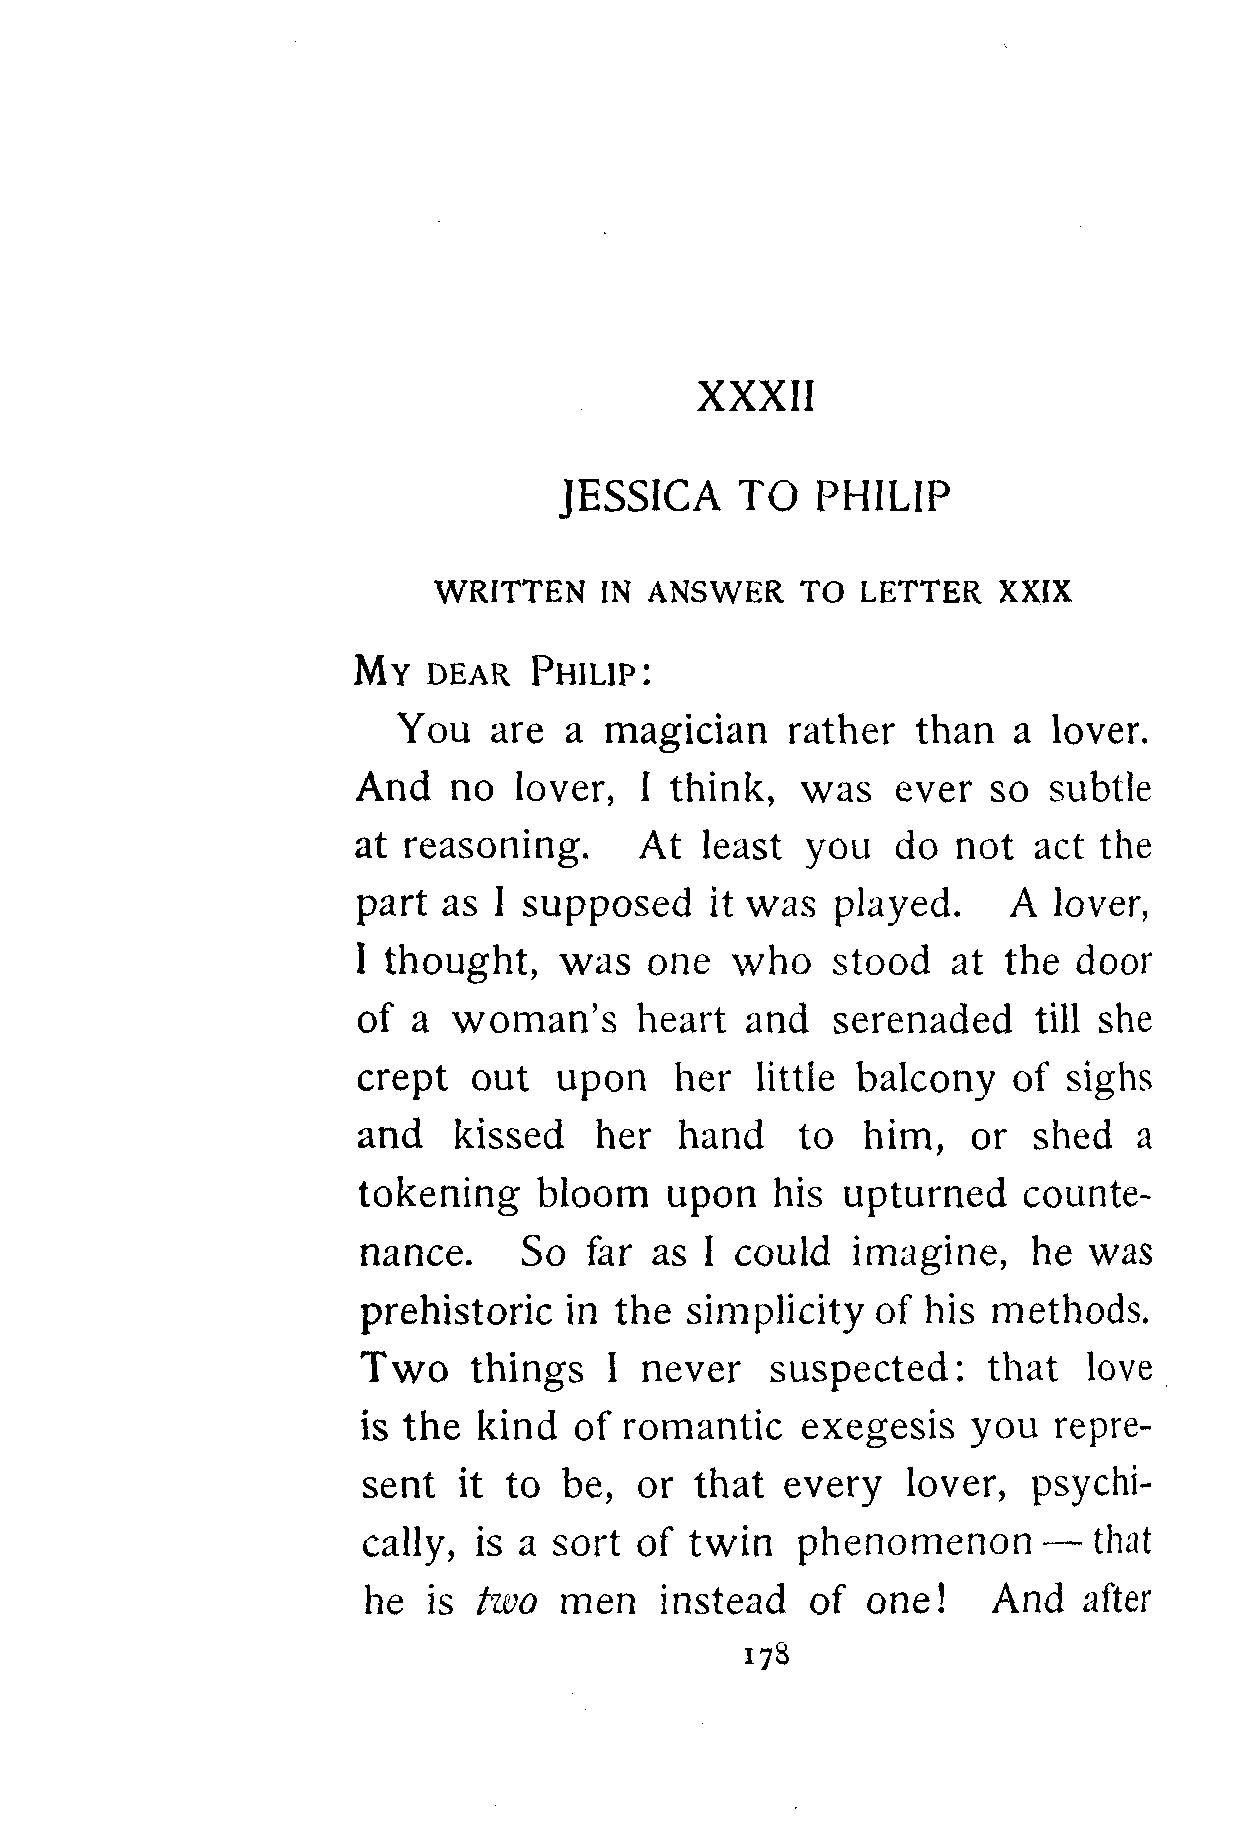 XXXII
JESSICA TO PHILIP
WRITTEN IN ANSWER TO LETTER XXIX
MY DEAR PHILIP:
You are a magician rather than a lover.
And no lover, I think, was ever so subtle
at reasoning. At least you do not act the
part as I supposed it was played. A lover,
I thought, was one who stood at the door
of a woman's heart and serenaded till she
crept out upon her little balcony of sighs
and kissed her hand to him, or shed a
tokening bloom upon his upturned counte-
nance. So far as I could imagine, he was
prehistoric in the simplicity of his methods.
Two things I never suspected: that love
is the kind of romantic exegesis you repre-
sent it to be, or that every lover, psychi-
cally, is a sort of twin phenomenon — that
he is two men instead of one! And after
178